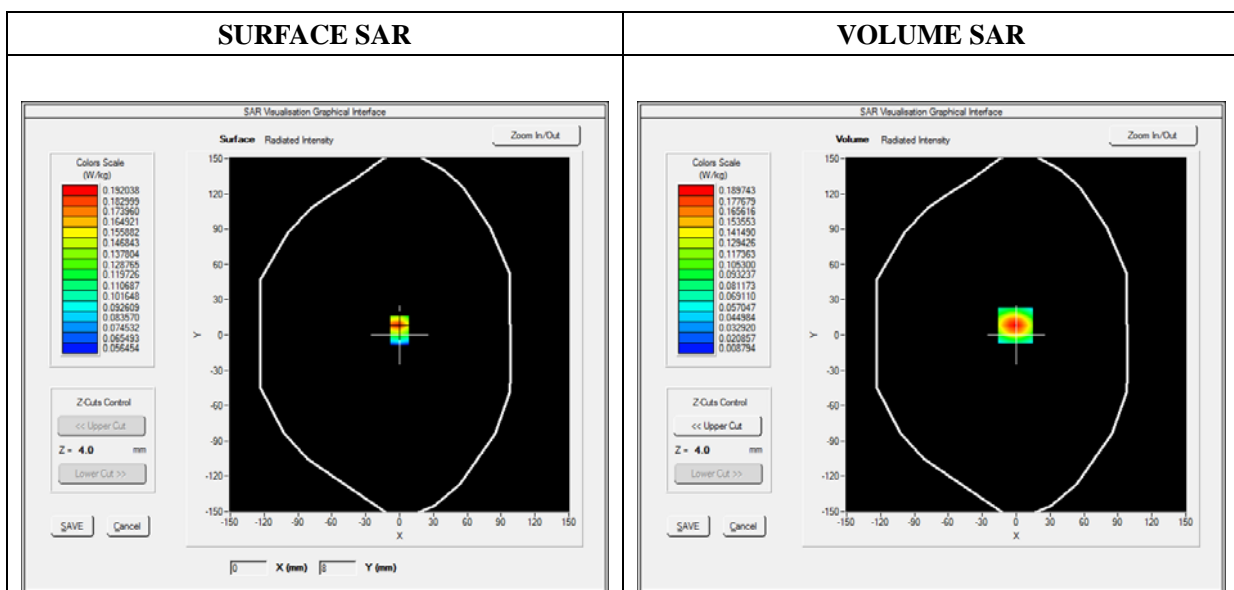 SURFACE SAR
VOLUME SAR
SAR Visualisation Graphical Interface
Surface Radiated Intensity
Zoom In/Out
Colors Scale
(W/kg)
0.192038
0.182999
0.173960
0.164921
0.155882
0.146843
0.137804
0.128765
0.119726
0.110687
0.101648
0.092609
0.083570
0.074532
0.065493
0.056454
150
120
90
60
30
0
-30
-60
-90
-120
-150
Y
-150 -120 -90 -60 -30 0 30 60 90 120 150
X
Z-Cuts Control
<< Upper Cut
Z = 4.0 mm
Lower Cut >>
SAVE Cancel
0 X (mm) 8 Y (mm)
SAR Visualisation Graphical Interface
Volume Radiated Intensity
Zoom In/Out
Colors Scale
(W/kg)
0.189743
0.177679
0.165616
0.153553
0.141490
0.129426
0.117363
0.105300
0.093237
0.081173
0.069110
0.057047
0.044984
0.032920
0.020857
0.008794
150
120
90
60
30
0
-30
-60
-90
-120
-150
Y
-150 -120 -90 -60 -30 0 30 60 90 120 150
X
Z-Cuts Control
<< Upper Cut
Z = 4.0 mm
Lower Cut >>
SAVE Cancel